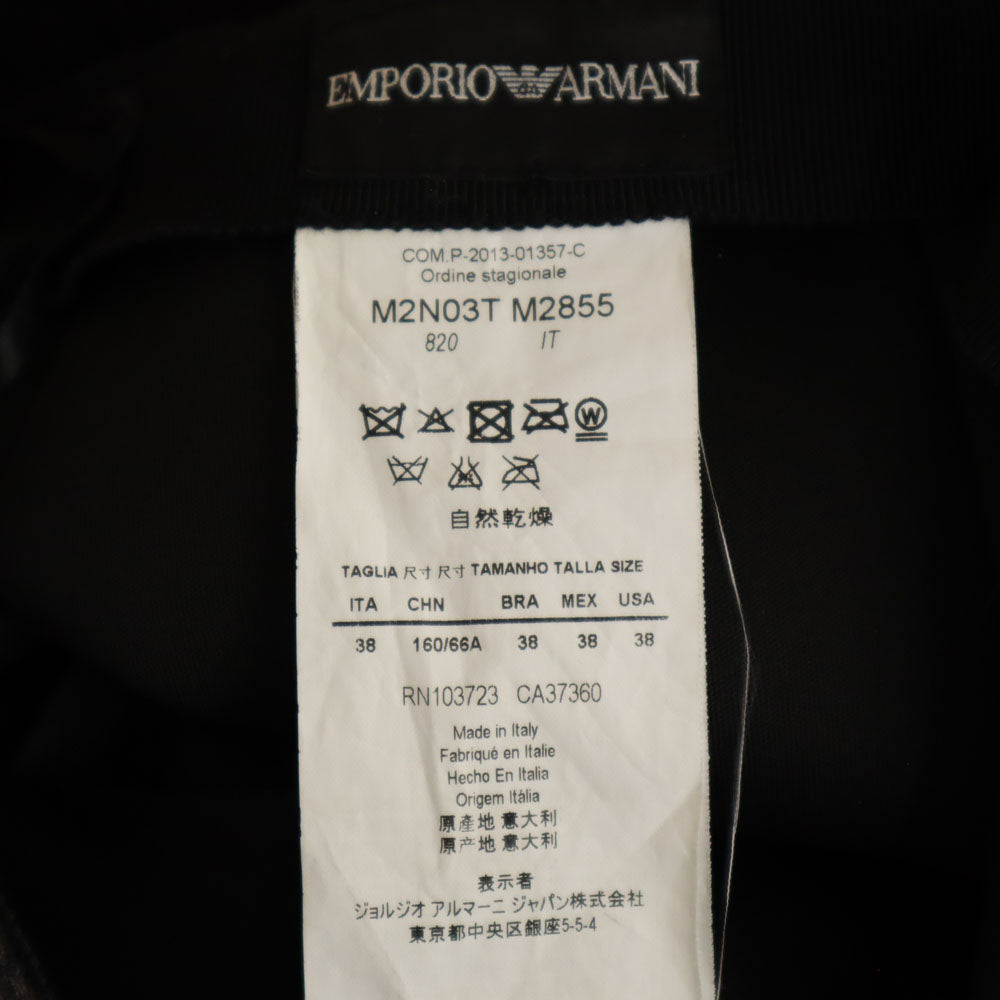 EMPORIO ARMANI
COM.P-2013-01357-C
Ordine stagionale
M2N03T M2855
820 IT
W
自然乾燥
TAGLIA 尺寸 尺寸 TAMANHO TALLA SIZE
ITA CHN BRA MEX USA
38 160/66A 38 38 38
RN103723 CA37360
Made in Italy
Fabriqué en Italie
Hecho En Italia
Origem Itália
原產地 意大利
原产地 意大利
表示者
ジョルジオ アルマーニ ジャパン株式会社
東京都中央区銀座5-5-4